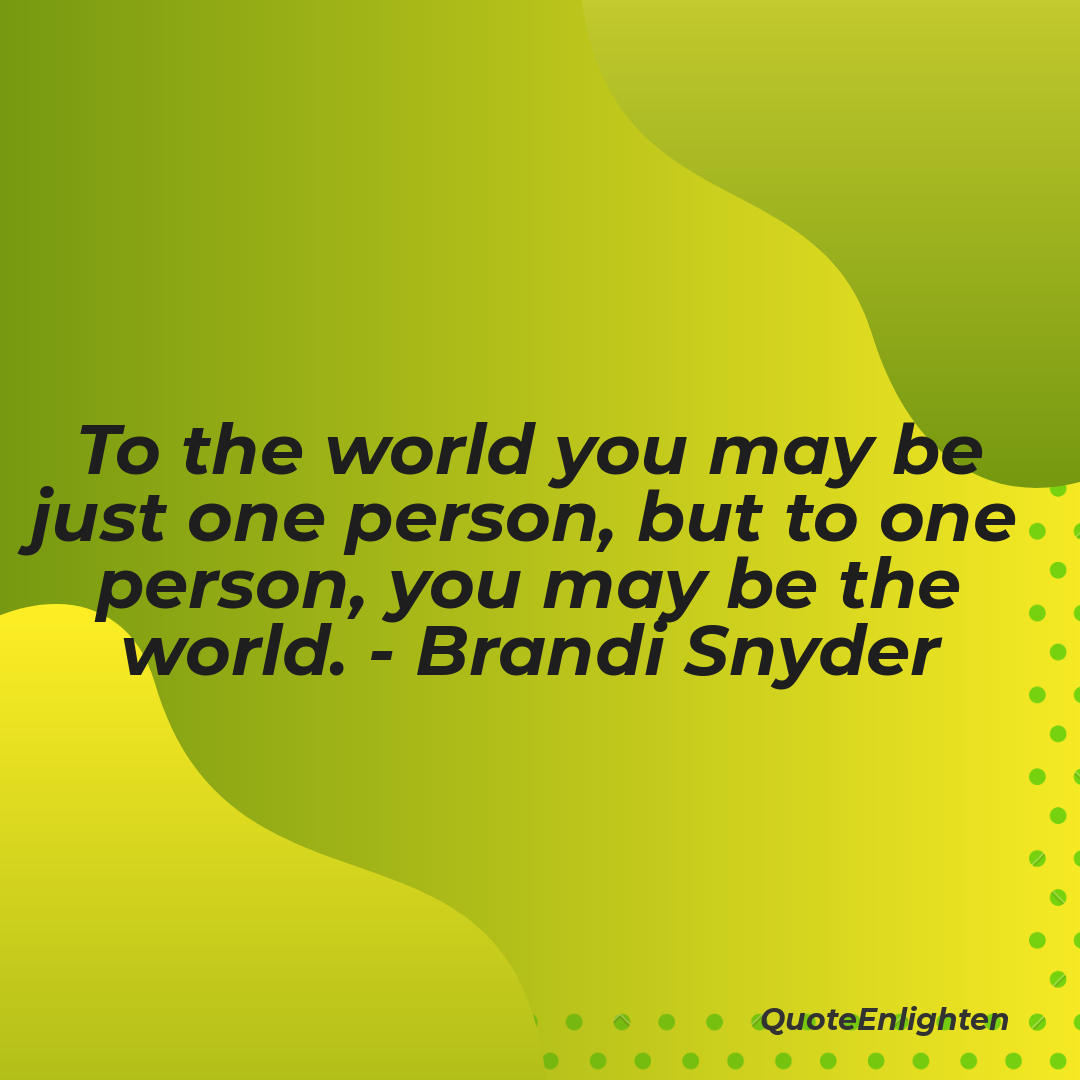 To the world you may be
just one person, but to one
person, you may be the
world. - Brandi Snyder
QuoteEnlighten